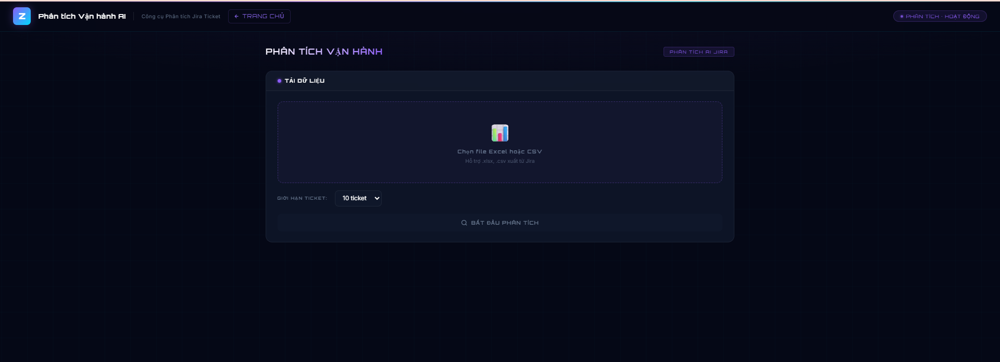 Z
Phân tích Vận hành AI
Công cụ Phân tích Jira Ticket
← TRANG CHỦ
PHÂN TÍCH · HOẠT ĐỘNG
PHÂN TÍCH VẬN HÀNH
PHÂN TÍCH AI JIRA
TẢI DỮ LIỆU
Chọn file Excel hoặc CSV
Hỗ trợ .xlsx, .csv xuất từ Jira
GIỚI HẠN TICKET:
10 ticket
BẮT ĐẦU PHÂN TÍCH